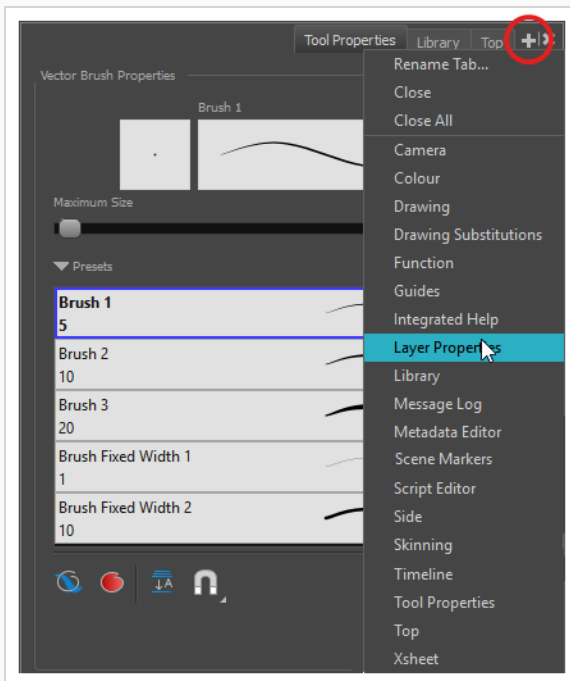 Tool Properties Library Top
Vector Brush Properties
Brush 1
Maximum Size
Presets
Brush 1
5
Brush 2
10
Brush 3
20
Brush Fixed Width 1
1
Brush Fixed Width 2
10
A
Rename Tab...
Close
Close All
Camera
Colour
Drawing
Drawing Substitutions
Function
Guides
Integrated Help
Layer Properties
Library
Message Log
Metadata Editor
Scene Markers
Script Editor
Side
Skinning
Timeline
Tool Properties
Top
Xsheet